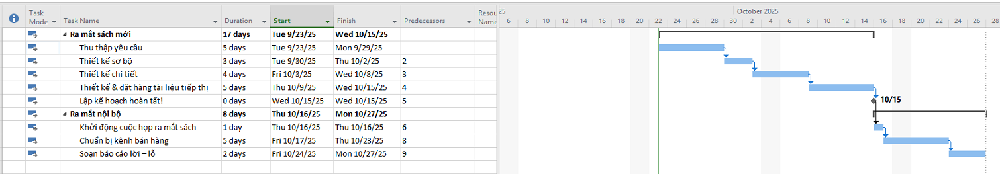 25 October 2025
Task Mode Task Name Duration Start Finish Predecessors Resou Name
6 8 10 12 14 16 18 20 22 24 26 28 30 2 4 6 8 10 12 14 16 18 20 22 24 26 28
Ra mắt sách mới 17 days Tue 9/23/25 Wed 10/15/25
Thu thập yêu cầu 5 days Tue 9/23/25 Mon 9/29/25
Thiết kế sơ bộ 3 days Tue 9/30/25 Thu 10/2/25 2
Thiết kế chi tiết 4 days Fri 10/3/25 Wed 10/8/25 3
Thiết kế & đặt hàng tài liệu tiếp thị 5 days Thu 10/9/25 Wed 10/15/25 4
Lập kế hoạch hoàn tất! 0 days Wed 10/15/25 Wed 10/15/25 5 10/15
Ra mắt nội bộ 8 days Thu 10/16/25 Mon 10/27/25
Khởi động cuộc họp ra mắt sách 1 day Thu 10/16/25 Thu 10/16/25 6
Chuẩn bị kênh bán hàng 5 days Fri 10/17/25 Thu 10/23/25 8
Soạn báo cáo lời – lỗ 2 days Fri 10/24/25 Mon 10/27/25 9